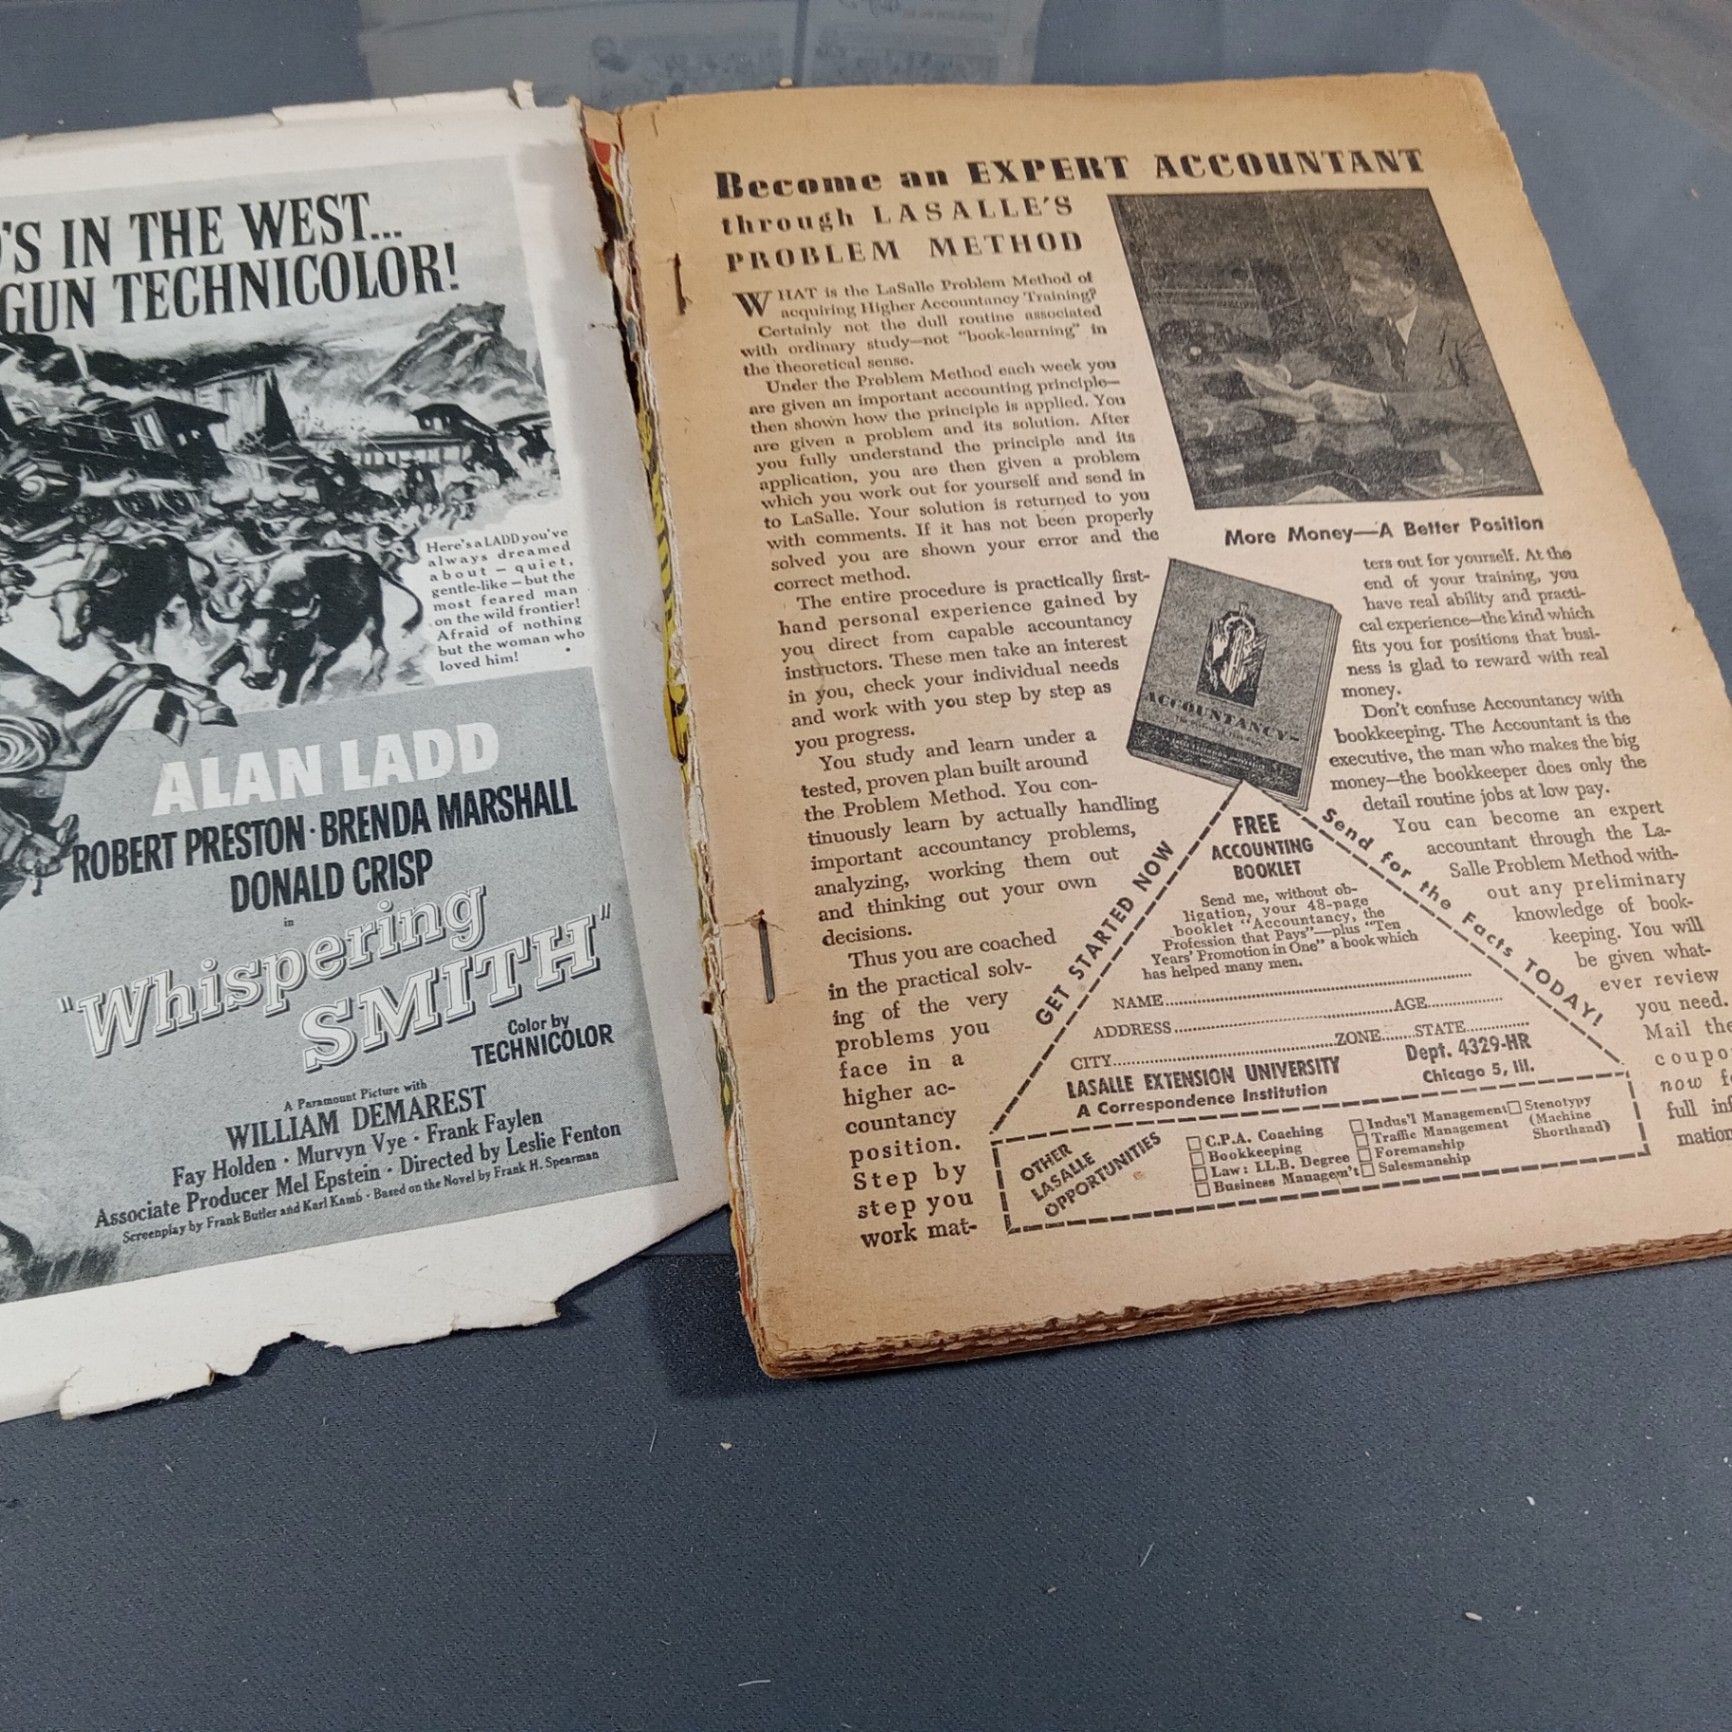 'S IN THE WEST...
GUN TECHNICOLOR!
Here's a LADD you've
always dreamed
about — quiet,
gentle-like — but the
most feared man
on the wild frontier!
Afraid of nothing
but the woman who
loved him!
ALAN LADD
ROBERT PRESTON · BRENDA MARSHALL
DONALD CRISP
in
"Whispering
SMITH"
Color by
TECHNICOLOR
A Paramount Picture with
WILLIAM DEMAREST
Fay Holden · Murvyn Vye · Frank Faylen
Associate Producer Mel Epstein · Directed by Leslie Fenton
Screenplay by Frank Butler and Karl Kamb · Based on the Novel by Frank H. Spearman
Become an EXPERT ACCOUNTANT
through LASALLE'S
PROBLEM METHOD
WHAT is the LaSalle Problem Method of
acquiring Higher Accountancy Training?
Certainly not the dull routine associated
with ordinary study—not "book-learning" in
the theoretical sense.
Under the Problem Method each week you
are given an important accounting principle—
then shown how the principle is applied. You
are given a problem and its solution. After
you fully understand the principle and its
application, you are then given a problem
which you work out for yourself and send in
to LaSalle. Your solution is returned to you
with comments. If it has not been properly
solved you are shown your error and the
correct method.
The entire procedure is practically first-
hand personal experience gained by
you direct from capable accountancy
instructors. These men take an interest
in you, check your individual needs
and work with you step by step as
you progress.
You study and learn under a
tested, proven plan built around
the Problem Method. You con-
tinuously learn by actually handling
important accountancy problems,
analyzing, working them out
and thinking out your own
decisions.
Thus you are coached
in the practical solv-
ing of the very
problems you
face in a
higher ac-
countancy
position.
Step by
step you
work mat-
More Money—A Better Position
ters out for yourself. At the
end of your training, you
have real ability and practi-
cal experience—the kind which
fits you for positions that busi-
ness is glad to reward with real
money.
Don't confuse Accountancy with
bookkeeping. The Accountant is the
executive, the man who makes the big
money—the bookkeeper does only the
detail routine jobs at low pay.
You can become an expert
accountant through the La-
Salle Problem Method with-
out any preliminary
knowledge of book-
keeping. You will
be given what-
ever review
you need.
Mail the
coupo
now f
full inf
mation
ACCOUNTANCY
GET STARTED NOW
Send for the Facts TODAY!
FREE
ACCOUNTING
BOOKLET
Send me, without ob-
ligation, your 48-page
booklet "Accountancy, the
Profession that Pays"—plus "Ten
Years' Promotion in One" a book which
has helped many men.
NAME
AGE
ADDRESS
CITY ZONE STATE
LASALLE EXTENSION UNIVERSITY
A Correspondence Institution
Dept. 4329-HR
Chicago 5, Ill.
OTHER
LASALLE
OPPORTUNITIES
C.P.A. Coaching
Bookkeeping
Law: LL.B. Degree
Business Managem't
Indus'l Management
Traffic Management
Foremanship
Salesmanship
Stenotypy
(Machine
Shorthand)